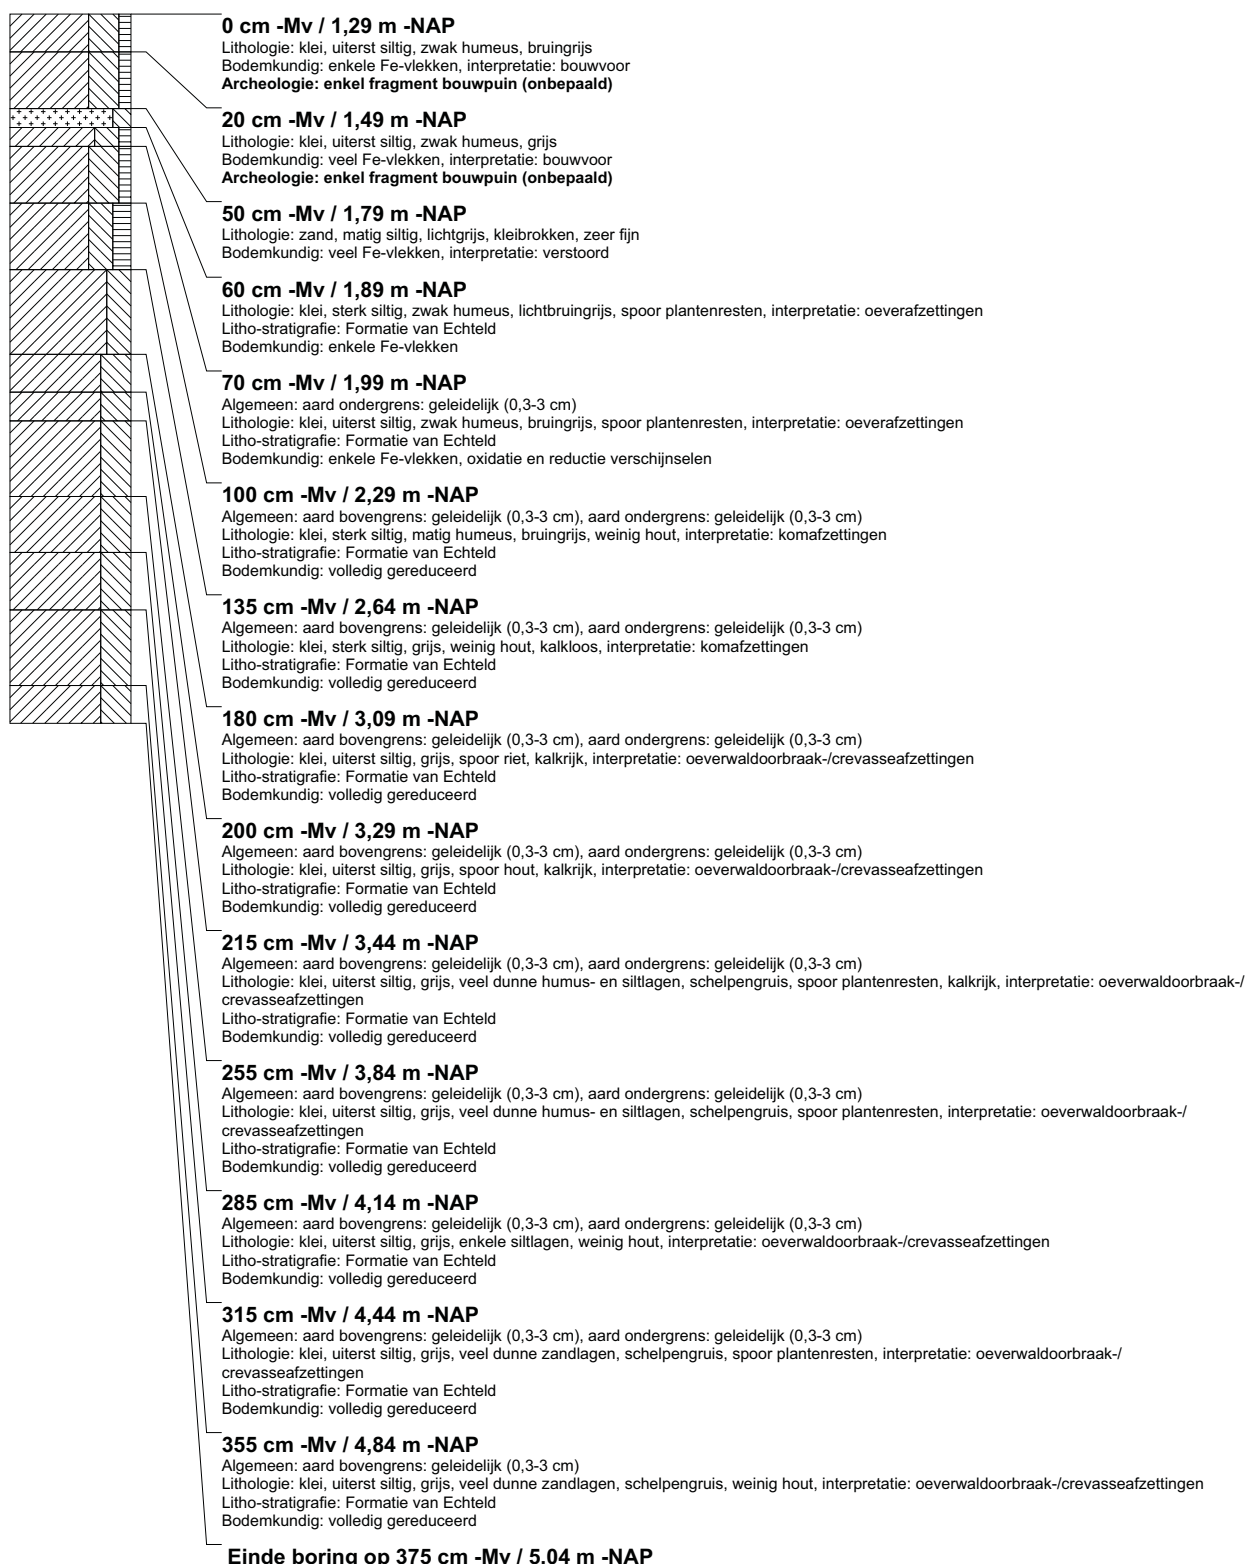 0 cm -Mv / 1,29 m -NAP
Lithologie: klei, uiterst siltig, zwak humeus, bruingrijs
Bodemkundig: enkele Fe-vlekken, interpretatie: bouwvoor
Archeologie: enkel fragment bouwpuin (onbepaald)
20 cm -Mv / 1,49 m -NAP
Lithologie: klei, uiterst siltig, zwak humeus, grijs
Bodemkundig: veel Fe-vlekken, interpretatie: bouwvoor
Archeologie: enkel fragment bouwpuin (onbepaald)
50 cm -Mv / 1,79 m -NAP
Lithologie: zand, matig siltig, lichtgrijs, kleibrokken, zeer fijn
Bodemkundig: veel Fe-vlekken, interpretatie: verstoord
60 cm -Mv / 1,89 m -NAP
Lithologie: klei, sterk siltig, zwak humeus, lichtbruingrijs, spoor plantenresten, interpretatie: oeverafzettingen
Litho-stratigrafie: Formatie van Echteld
Bodemkundig: enkele Fe-vlekken
70 cm -Mv / 1,99 m -NAP
Algemeen: aard ondergrens: geleidelijk (0,3-3 cm)
Lithologie: klei, uiterst siltig, zwak humeus, bruingrijs, spoor plantenresten, interpretatie: oeverafzettingen
Litho-stratigrafie: Formatie van Echteld
Bodemkundig: enkele Fe-vlekken, oxidatie en reductie verschijnselen
100 cm -Mv / 2,29 m -NAP
Algemeen: aard bovengrens: geleidelijk (0,3-3 cm), aard ondergrens: geleidelijk (0,3-3 cm)
Lithologie: klei, sterk siltig, matig humeus, bruingrijs, weinig hout, interpretatie: komafzettingen
Litho-stratigrafie: Formatie van Echteld
Bodemkundig: volledig gereduceerd
135 cm -Mv / 2,64 m -NAP
Algemeen: aard bovengrens: geleidelijk (0,3-3 cm), aard ondergrens: geleidelijk (0,3-3 cm)
Lithologie: klei, sterk siltig, grijs, weinig hout, kalkloos, interpretatie: komafzettingen
Litho-stratigrafie: Formatie van Echteld
Bodemkundig: volledig gereduceerd
180 cm -Mv / 3,09 m -NAP
Algemeen: aard bovengrens: geleidelijk (0,3-3 cm), aard ondergrens: geleidelijk (0,3-3 cm)
Lithologie: klei, uiterst siltig, grijs, spoor riet, kalkrijk, interpretatie: oeverwaldoorbraak-/crevasseafzettingen
Litho-stratigrafie: Formatie van Echteld
Bodemkundig: volledig gereduceerd
200 cm -Mv / 3,29 m -NAP
Algemeen: aard bovengrens: geleidelijk (0,3-3 cm), aard ondergrens: geleidelijk (0,3-3 cm)
Lithologie: klei, uiterst siltig, grijs, spoor hout, kalkrijk, interpretatie: oeverwaldoorbraak-/crevasseafzettingen
Litho-stratigrafie: Formatie van Echteld
Bodemkundig: volledig gereduceerd
215 cm -Mv / 3,44 m -NAP
Algemeen: aard bovengrens: geleidelijk (0,3-3 cm), aard ondergrens: geleidelijk (0,3-3 cm)
Lithologie: klei, uiterst siltig, grijs, veel dunne humus- en siltlagen, schelpengruis, spoor plantenresten, kalkrijk, interpretatie: oeverwaldoorbraak-/
crevasseafzettingen
Litho-stratigrafie: Formatie van Echteld
Bodemkundig: volledig gereduceerd
255 cm -Mv / 3,84 m -NAP
Algemeen: aard bovengrens: geleidelijk (0,3-3 cm), aard ondergrens: geleidelijk (0,3-3 cm)
Lithologie: klei, uiterst siltig, grijs, veel dunne humus- en siltlagen, schelpengruis, spoor plantenresten, interpretatie: oeverwaldoorbraak-/
crevasseafzettingen
Litho-stratigrafie: Formatie van Echteld
Bodemkundig: volledig gereduceerd
285 cm -Mv / 4,14 m -NAP
Algemeen: aard bovengrens: geleidelijk (0,3-3 cm), aard ondergrens: geleidelijk (0,3-3 cm)
Lithologie: klei, uiterst siltig, grijs, enkele siltlagen, weinig hout, interpretatie: oeverwaldoorbraak-/crevasseafzettingen
Litho-stratigrafie: Formatie van Echteld
Bodemkundig: volledig gereduceerd
315 cm -Mv / 4,44 m -NAP
Algemeen: aard bovengrens: geleidelijk (0,3-3 cm), aard ondergrens: geleidelijk (0,3-3 cm)
Lithologie: klei, uiterst siltig, grijs, veel dunne zandlagen, schelpengruis, spoor plantenresten, interpretatie: oeverwaldoorbraak-/
crevasseafzettingen
Litho-stratigrafie: Formatie van Echteld
Bodemkundig: volledig gereduceerd
355 cm -Mv / 4,84 m -NAP
Algemeen: aard bovengrens: geleidelijk (0,3-3 cm)
Lithologie: klei, uiterst siltig, grijs, veel dunne zandlagen, schelpengruis, weinig hout, interpretatie: oeverwaldoorbraak-/crevasseafzettingen
Litho-stratigrafie: Formatie van Echteld
Bodemkundig: volledig gereduceerd
Einde boring op 375 cm -Mv / 5,04 m -NAP